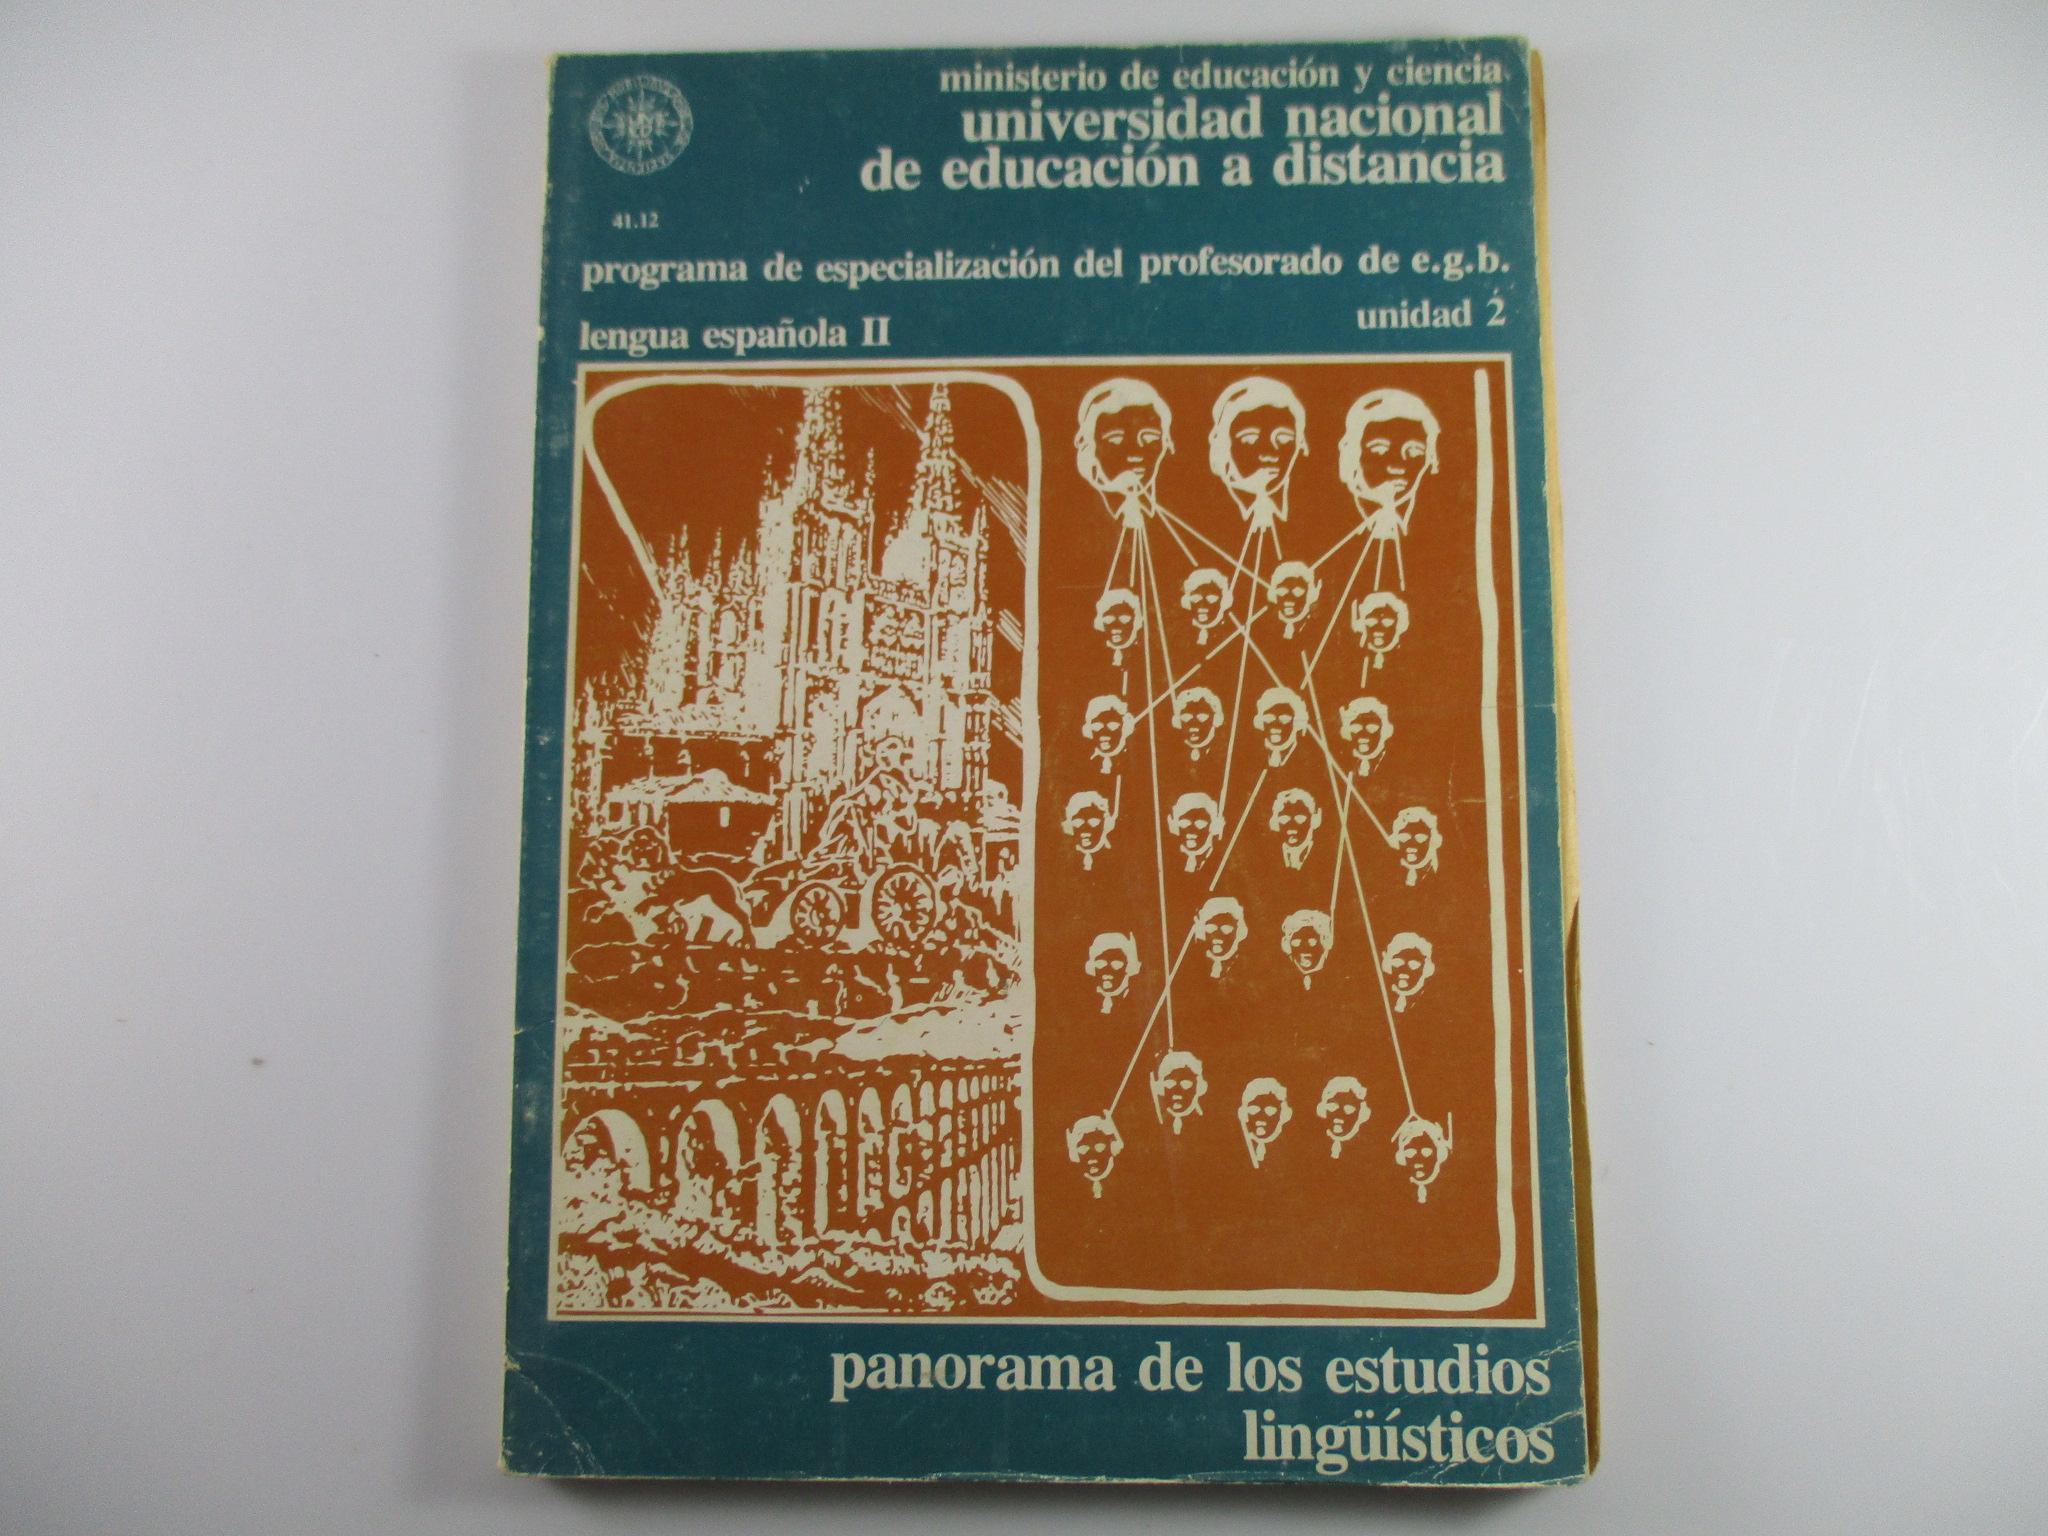 ministerio de educación y ciencia
universidad nacional
de educación a distancia
41.12
programa de especialización del profesorado de e.g.b.
unidad 2
lengua española II
panorama de los estudios
lingüísticos